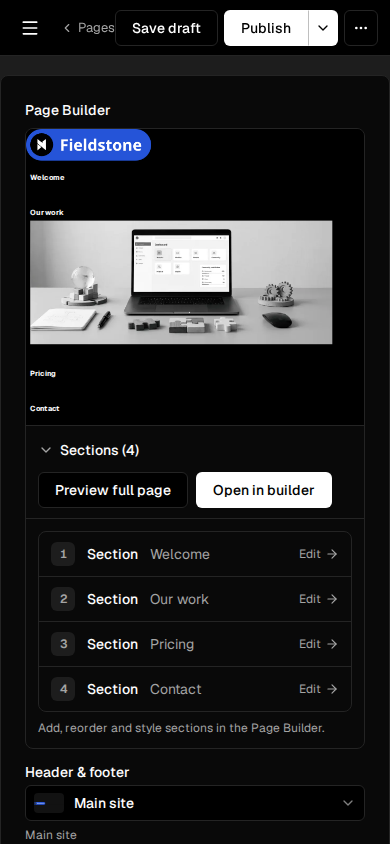 Pages
Save draft
Publish
Page Builder
Fieldstone
Welcome
Our work
Pricing
Contact
Sections (4)
Preview full page
Open in builder
1 Section Welcome Edit
2 Section Our work Edit
3 Section Pricing Edit
4 Section Contact Edit
Add, reorder and style sections in the Page Builder.
Header & footer
Main site
Main site